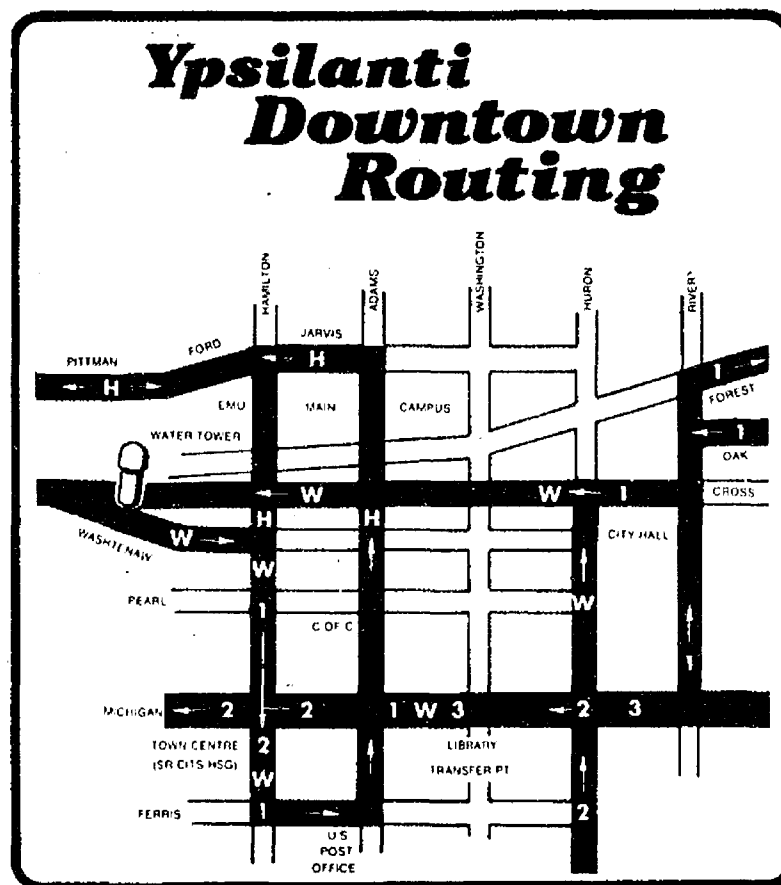 Ypsilanti
Downtown
Routing
HAMILTON
ADAMS
WASHINGTON
HURON
RIVER
JARVIS
FORD
PITTMAN
H
H
1
FOREST
EMU
MAIN
CAMPUS
WATER TOWER
1
OAK
W
W
1
CROSS
WASHTENAW
W
H
H
CITY HALL
W
PEARL
1
W
C OF C
1
MICHIGAN
2
2
1 W 3
2
3
TOWN CENTRE
(SR CITS HSG)
2
LIBRARY
TRANSFER PT
W
FERRIS
1
2
U.S.
POST
OFFICE